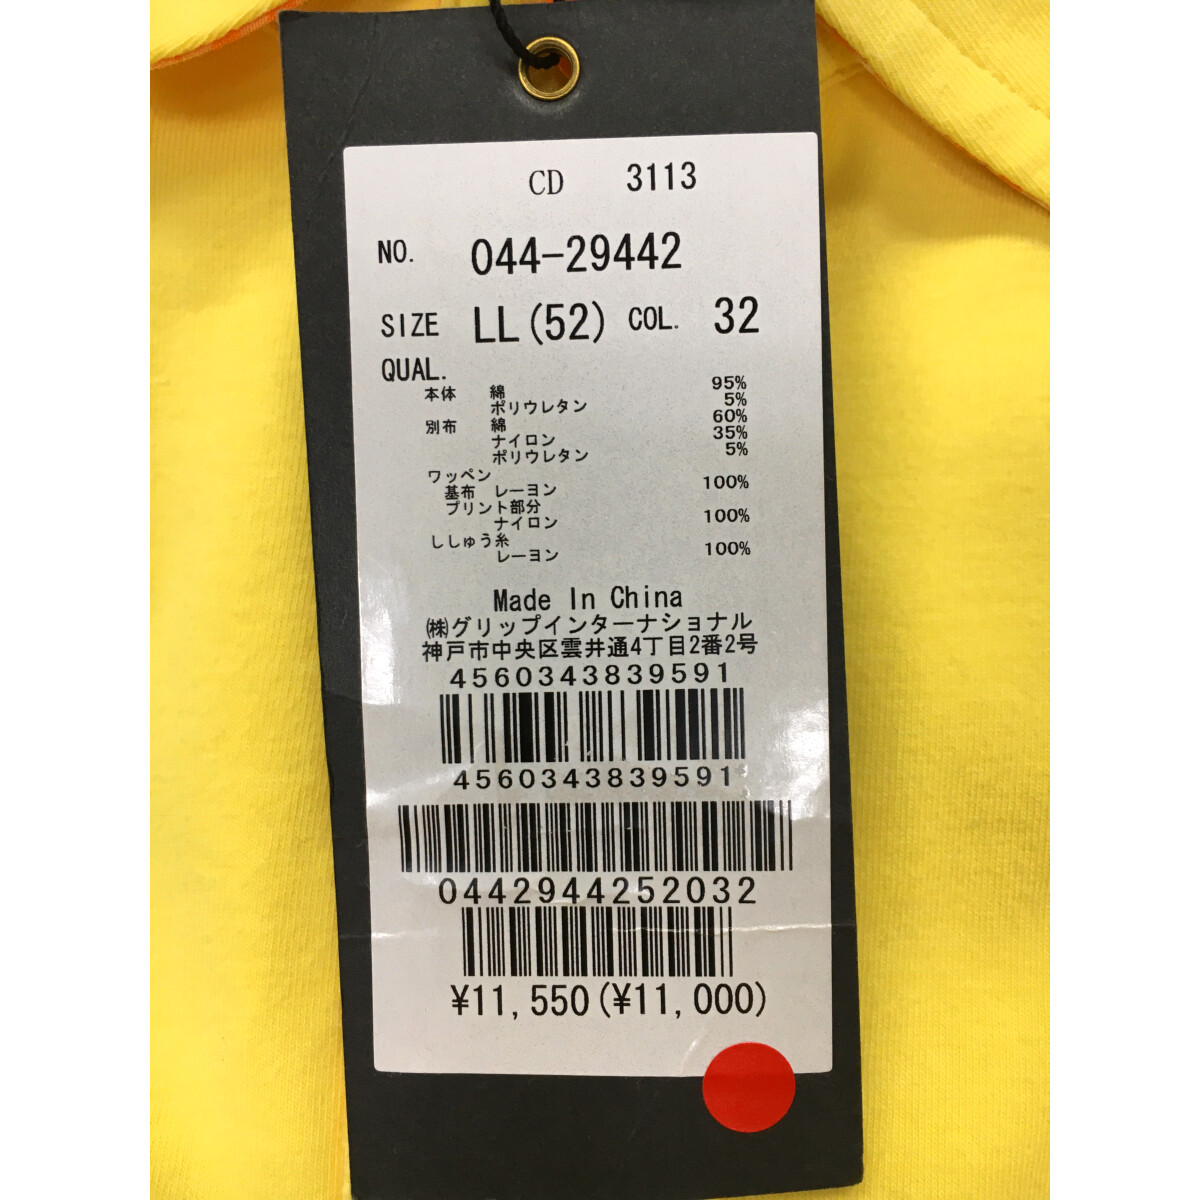 CD 3113
NO. 044-29442
SIZE LL(52) COL. 32
QUAL.
本体 綿 95%
ポリウレタン 5%
別布 綿 60%
ナイロン 35%
ポリウレタン 5%
ワッペン
基布 レーヨン 100%
プリント部分
ナイロン 100%
ししゅう糸
レーヨン 100%
Made In China
㈱グリップインターナショナル
神戸市中央区雲井通4丁目2番2号
4560343839591
4560343839591
0442944252032
¥11,550(¥11,000)